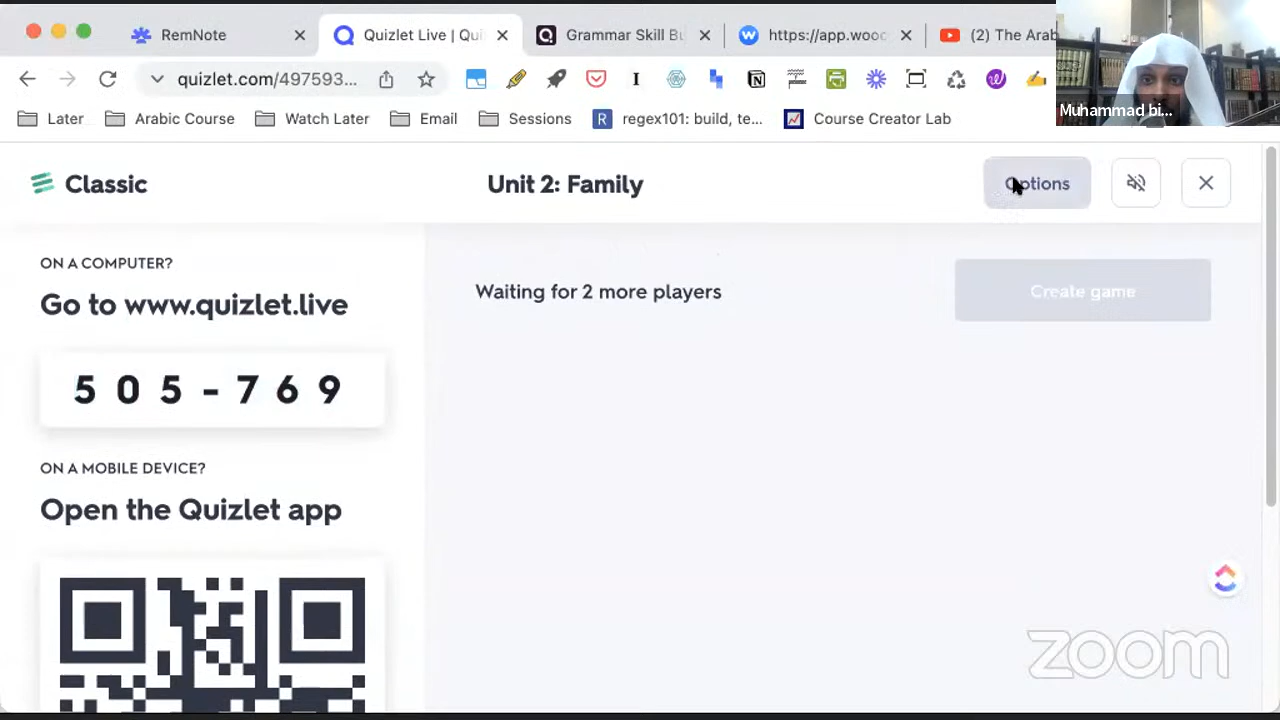 RemNote
Quizlet Live | Qui
Grammar Skill Bu
https://app.wooc
(2) The Arab
quizlet.com/497593...
Later
Arabic Course
Watch Later
Email
Sessions
regex101: build, te...
Course Creator Lab
Muhammad bi...
Classic
Unit 2: Family
Options
ON A COMPUTER?
Go to www.quizlet.live
505-769
Waiting for 2 more players
Create game
ON A MOBILE DEVICE?
Open the Quizlet app
zoom